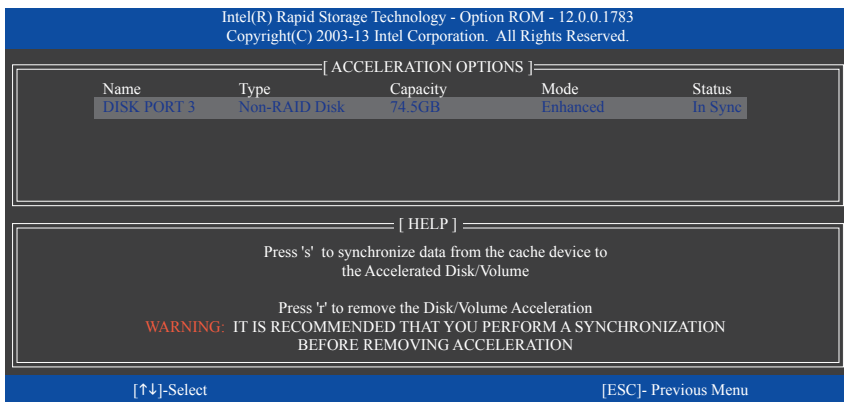 Intel(R) Rapid Storage Technology - Option ROM - 12.0.0.1783
Copyright(C) 2003-13 Intel Corporation.  All Rights Reserved.
[ ACCELERATION OPTIONS ]
Name Type Capacity Mode Status
DISK PORT 3 Non-RAID Disk 74.5GB Enhanced In Sync
[ HELP ]
Press 's'  to synchronize data from the cache device to
the Accelerated Disk/Volume
Press 'r' to remove the Disk/Volume Acceleration
WARNING:  IT IS RECOMMENDED THAT YOU PERFORM A SYNCHRONIZATION
BEFORE REMOVING ACCELERATION
[↑↓]-Select [ESC]- Previous Menu